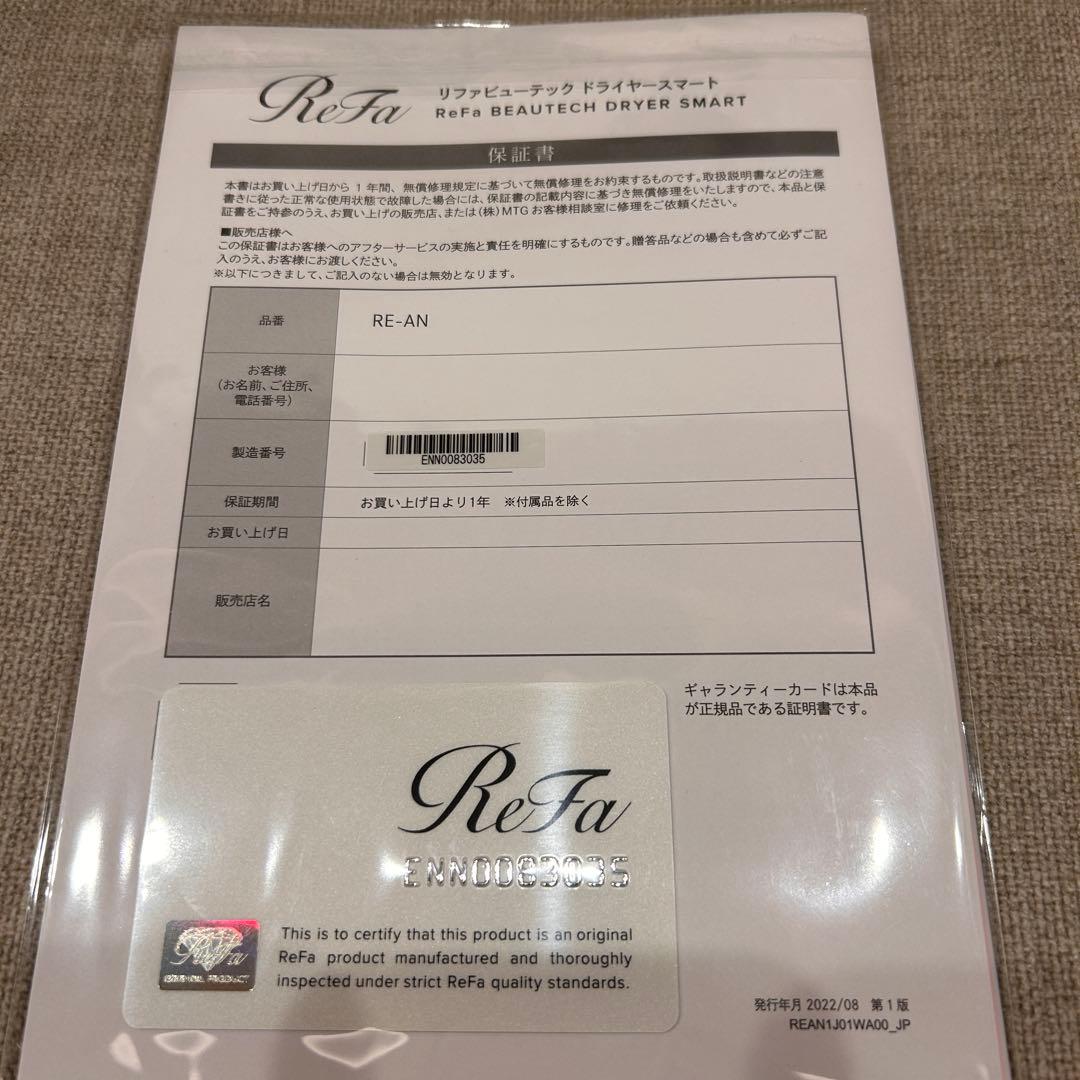 ReFa
リファビューテック ドライヤースマート
ReFa BEAUTECH DRYER SMART
保証書
本書はお買い上げ日から 1 年間、無償修理規定に基づいて無償修理をお約束するものです。取扱説明書などの注意
書きに従った正常な使用状態で故障した場合には、保証書の記載内容に基づき無償修理をいたしますので、本品と保
証書をご持参のうえ、お買い上げの販売店、または(株)MTG お客様相談室に修理をご依頼ください。
■販売店様へ
この保証書はお客様へのアフターサービスの実施と責任を明確にするものです。贈答品などの場合も含めて必ずご記
入のうえ、お客様にお渡しください。
※以下につきまして、ご記入のない場合は無効となります。
品番
RE-AN
お客様
(お名前、ご住所、
電話番号)
製造番号
ENN0083035
保証期間
お買い上げ日より1年 ※付属品を除く
お買い上げ日
販売店名
ギャランティーカードは本品
が正規品である証明書です。
ReFa
ENN0083035
ReFa
ORIGINAL PRODUCT
This is to certify that this product is an original
ReFa product manufactured and thoroughly
inspected under strict ReFa quality standards.
発行年月 2022/08 第1版
REAN1J01WA00_JP